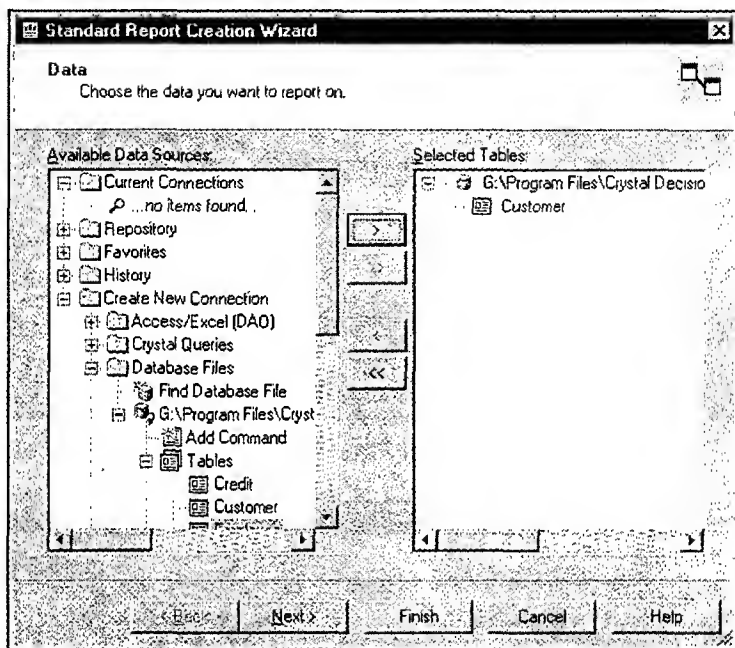 Standard Report Creation Wizard
Data
Choose the data you want to report on.
Available Data Sources:
Current Connections
...no items found..
Repository
Favorites
History
Create New Connection
Access/Excel (DAO)
Crystal Queries
Database Files
Find Database File
G:\Program Files\Cryst
Add Command
Tables
Credit
Customer
>
>>
<
<<
Selected Tables:
G:\Program Files\Crystal Decisio
Customer
< Back
Next >
Finish
Cancel
Help